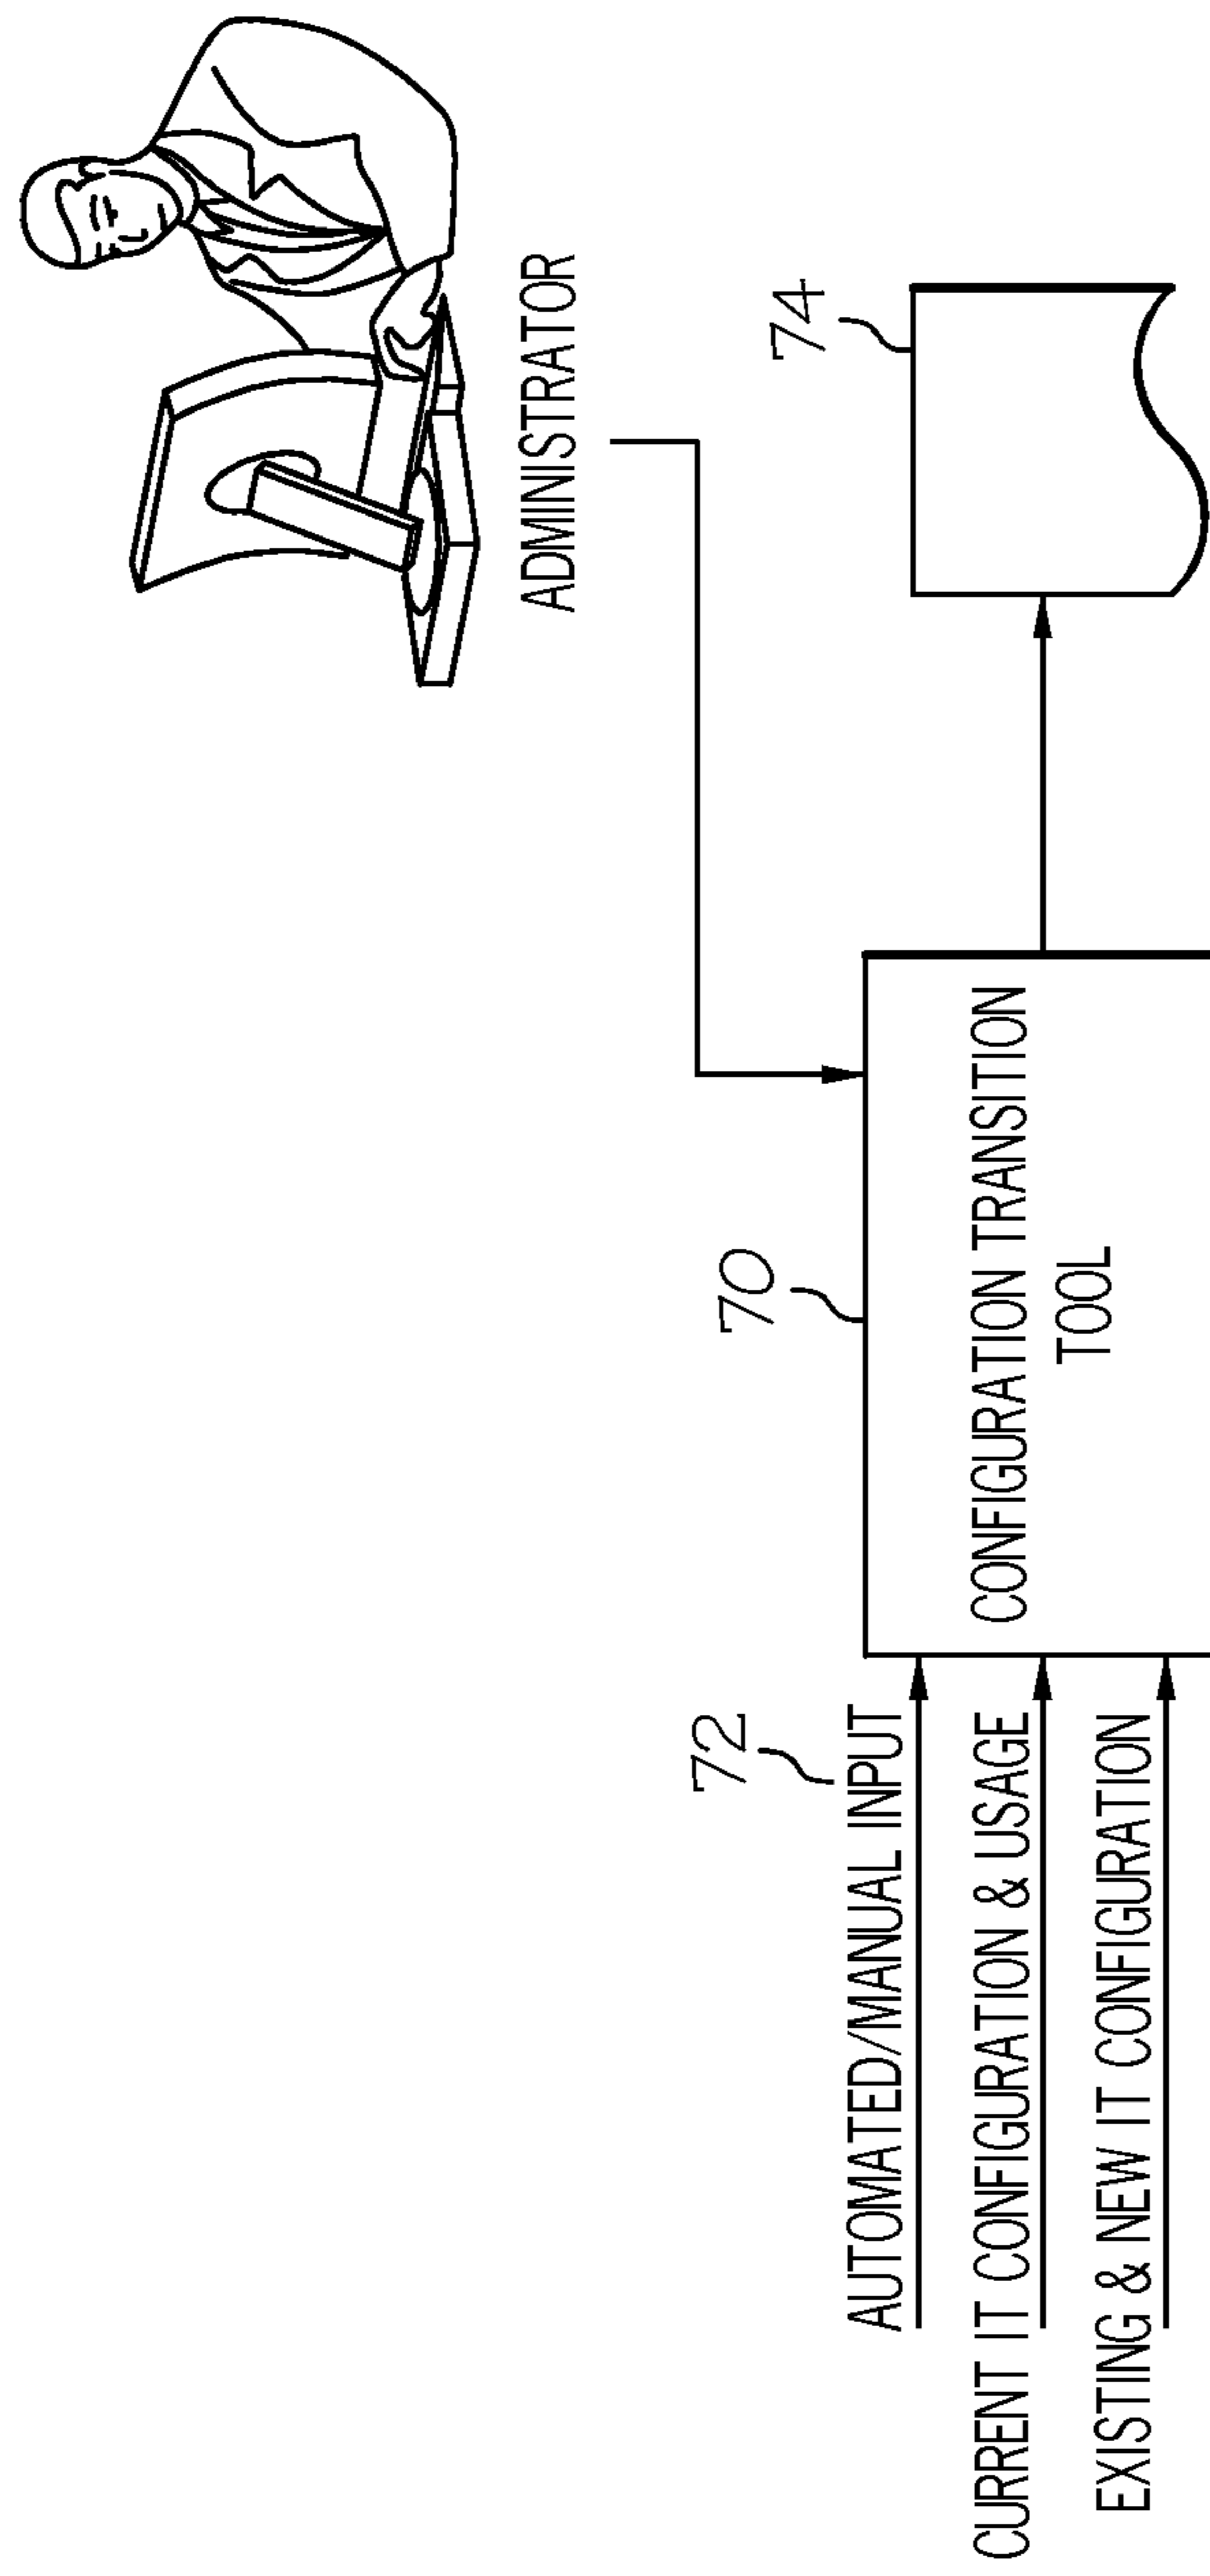 ADMINISTRATOR
72
AUTOMATED/MANUAL INPUT
CURRENT IT CONFIGURATION & USAGE
EXISTING & NEW IT CONFIGURATION
70
CONFIGURATION TRANSITION
TOOL
74